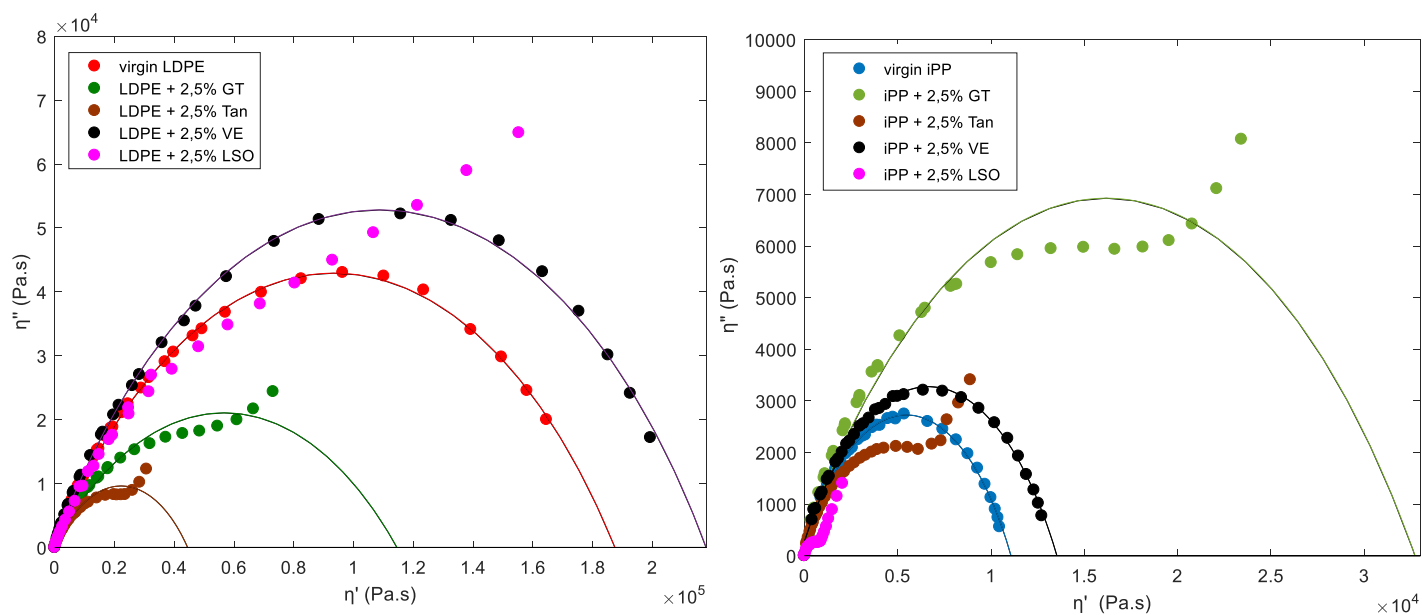 ×10⁴
8
7
6
5
4
3
2
1
0
η" (Pa.s)
virgin LDPE
LDPE + 2,5% GT
LDPE + 2,5% Tan
LDPE + 2,5% VE
LDPE + 2,5% LSO
0 0.2 0.4 0.6 0.8 1 1.2 1.4 1.6 1.8 2
η' (Pa.s)
×10⁵
10000
9000
8000
7000
6000
5000
4000
3000
2000
1000
0
η" (Pa.s)
virgin iPP
iPP + 2,5% GT
iPP + 2,5% Tan
iPP + 2,5% VE
iPP + 2,5% LSO
0 0.5 1 1.5 2 2.5 3
η' (Pa.s)
×10⁴